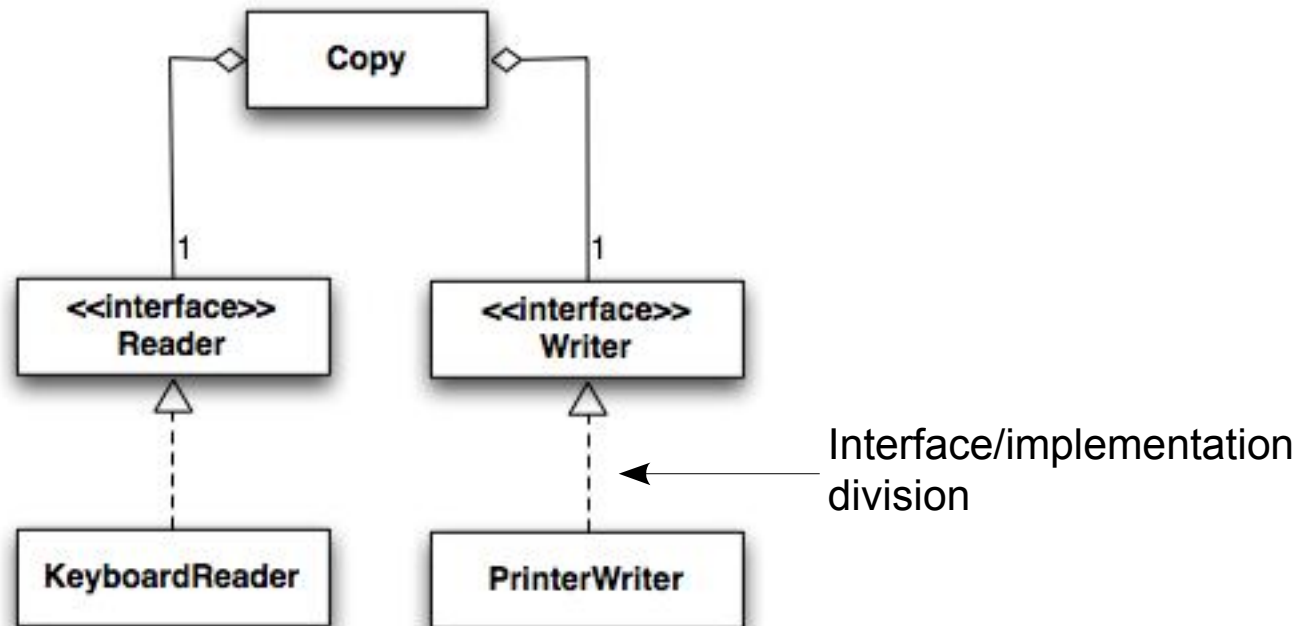 Copy
1
1
<<interface>>
Reader
<<interface>>
Writer
Interface/implementation
division
KeyboardReader
PrinterWriter